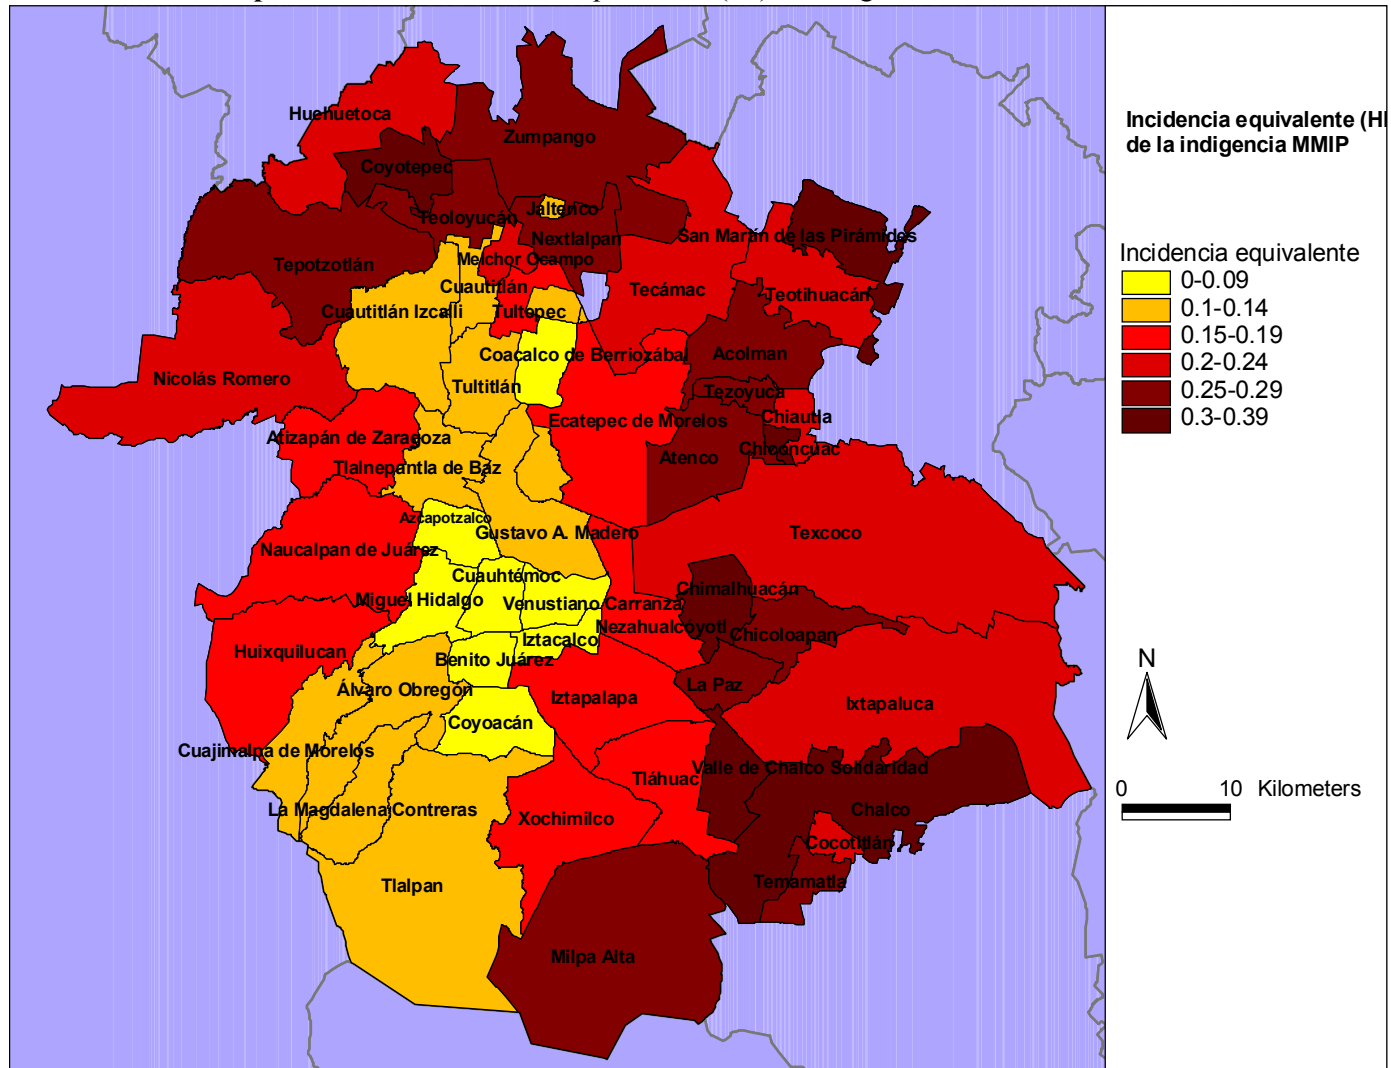 Incidencia equivalente (HI
de la indigencia MMIP
Incidencia equivalente
0-0.09
0.1-0.14
0.15-0.19
0.2-0.24
0.25-0.29
0.3-0.39
N
0 10 Kilometers
Huehuetoca
Zumpango
Coyotepec
Jaltenco
Teoloyucán
Nextlalpan
San Martín de las Pirámides
Tepotzotlán
Melchor Ocampo
Cuautitlán
Tecámac
Teotihuacán
Cuautitlán Izcalli
Tultepec
Coacalco de Berriozábal
Acolman
Nicolás Romero
Tultitlán
Tezoyuca
Chiautla
Ecatepec de Morelos
Atizapán de Zaragoza
Chizoncuac
Atenco
Tlalnepantla de Baz
Azcapotzalco
Gustavo A. Madero
Texcoco
Naucalpan de Juárez
Cuauhtémoc
Chimalhuacán
Miguel Hidalgo
Venustiano Carranza
Nezahualcóyotl
Chicoloapan
Iztacalco
Huixquilucan
Benito Juárez
La Paz
Álvaro Obregón
Iztapalapa
Ixtapaluca
Coyoacán
Cuajimalpa de Morelos
Valle de Chalco Solidaridad
Tláhuac
La Magdalena Contreras
Chalco
Xochimilco
Cocotitlán
Temamatla
Tlalpan
Milpa Alta